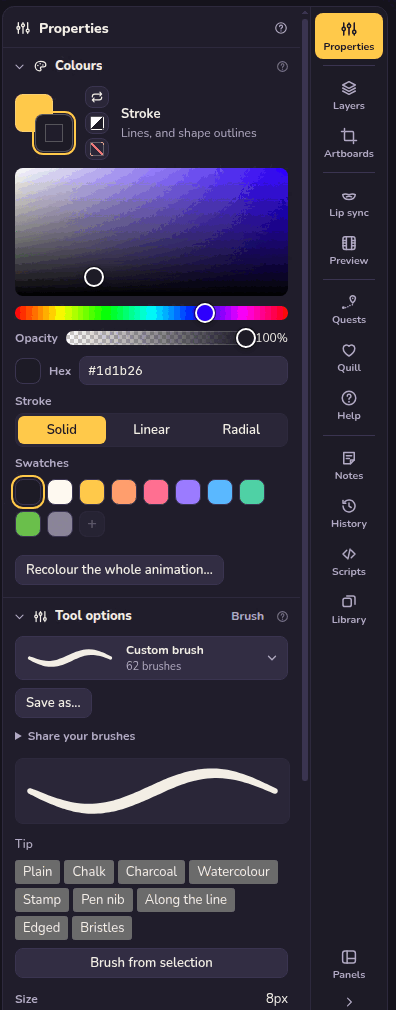 Properties
Colours
Stroke
Lines, and shape outlines
Opacity
100%
Hex
#1d1b26
Stroke
Solid
Linear
Radial
Swatches
+
Recolour the whole animation...
Tool options
Brush
Custom brush
62 brushes
Save as...
Share your brushes
Tip
Plain
Chalk
Charcoal
Watercolour
Stamp
Pen nib
Along the line
Edged
Bristles
Brush from selection
Size
8px
Properties
Layers
Artboards
Lip sync
Preview
Quests
Quill
Help
Notes
History
Scripts
Library
Panels